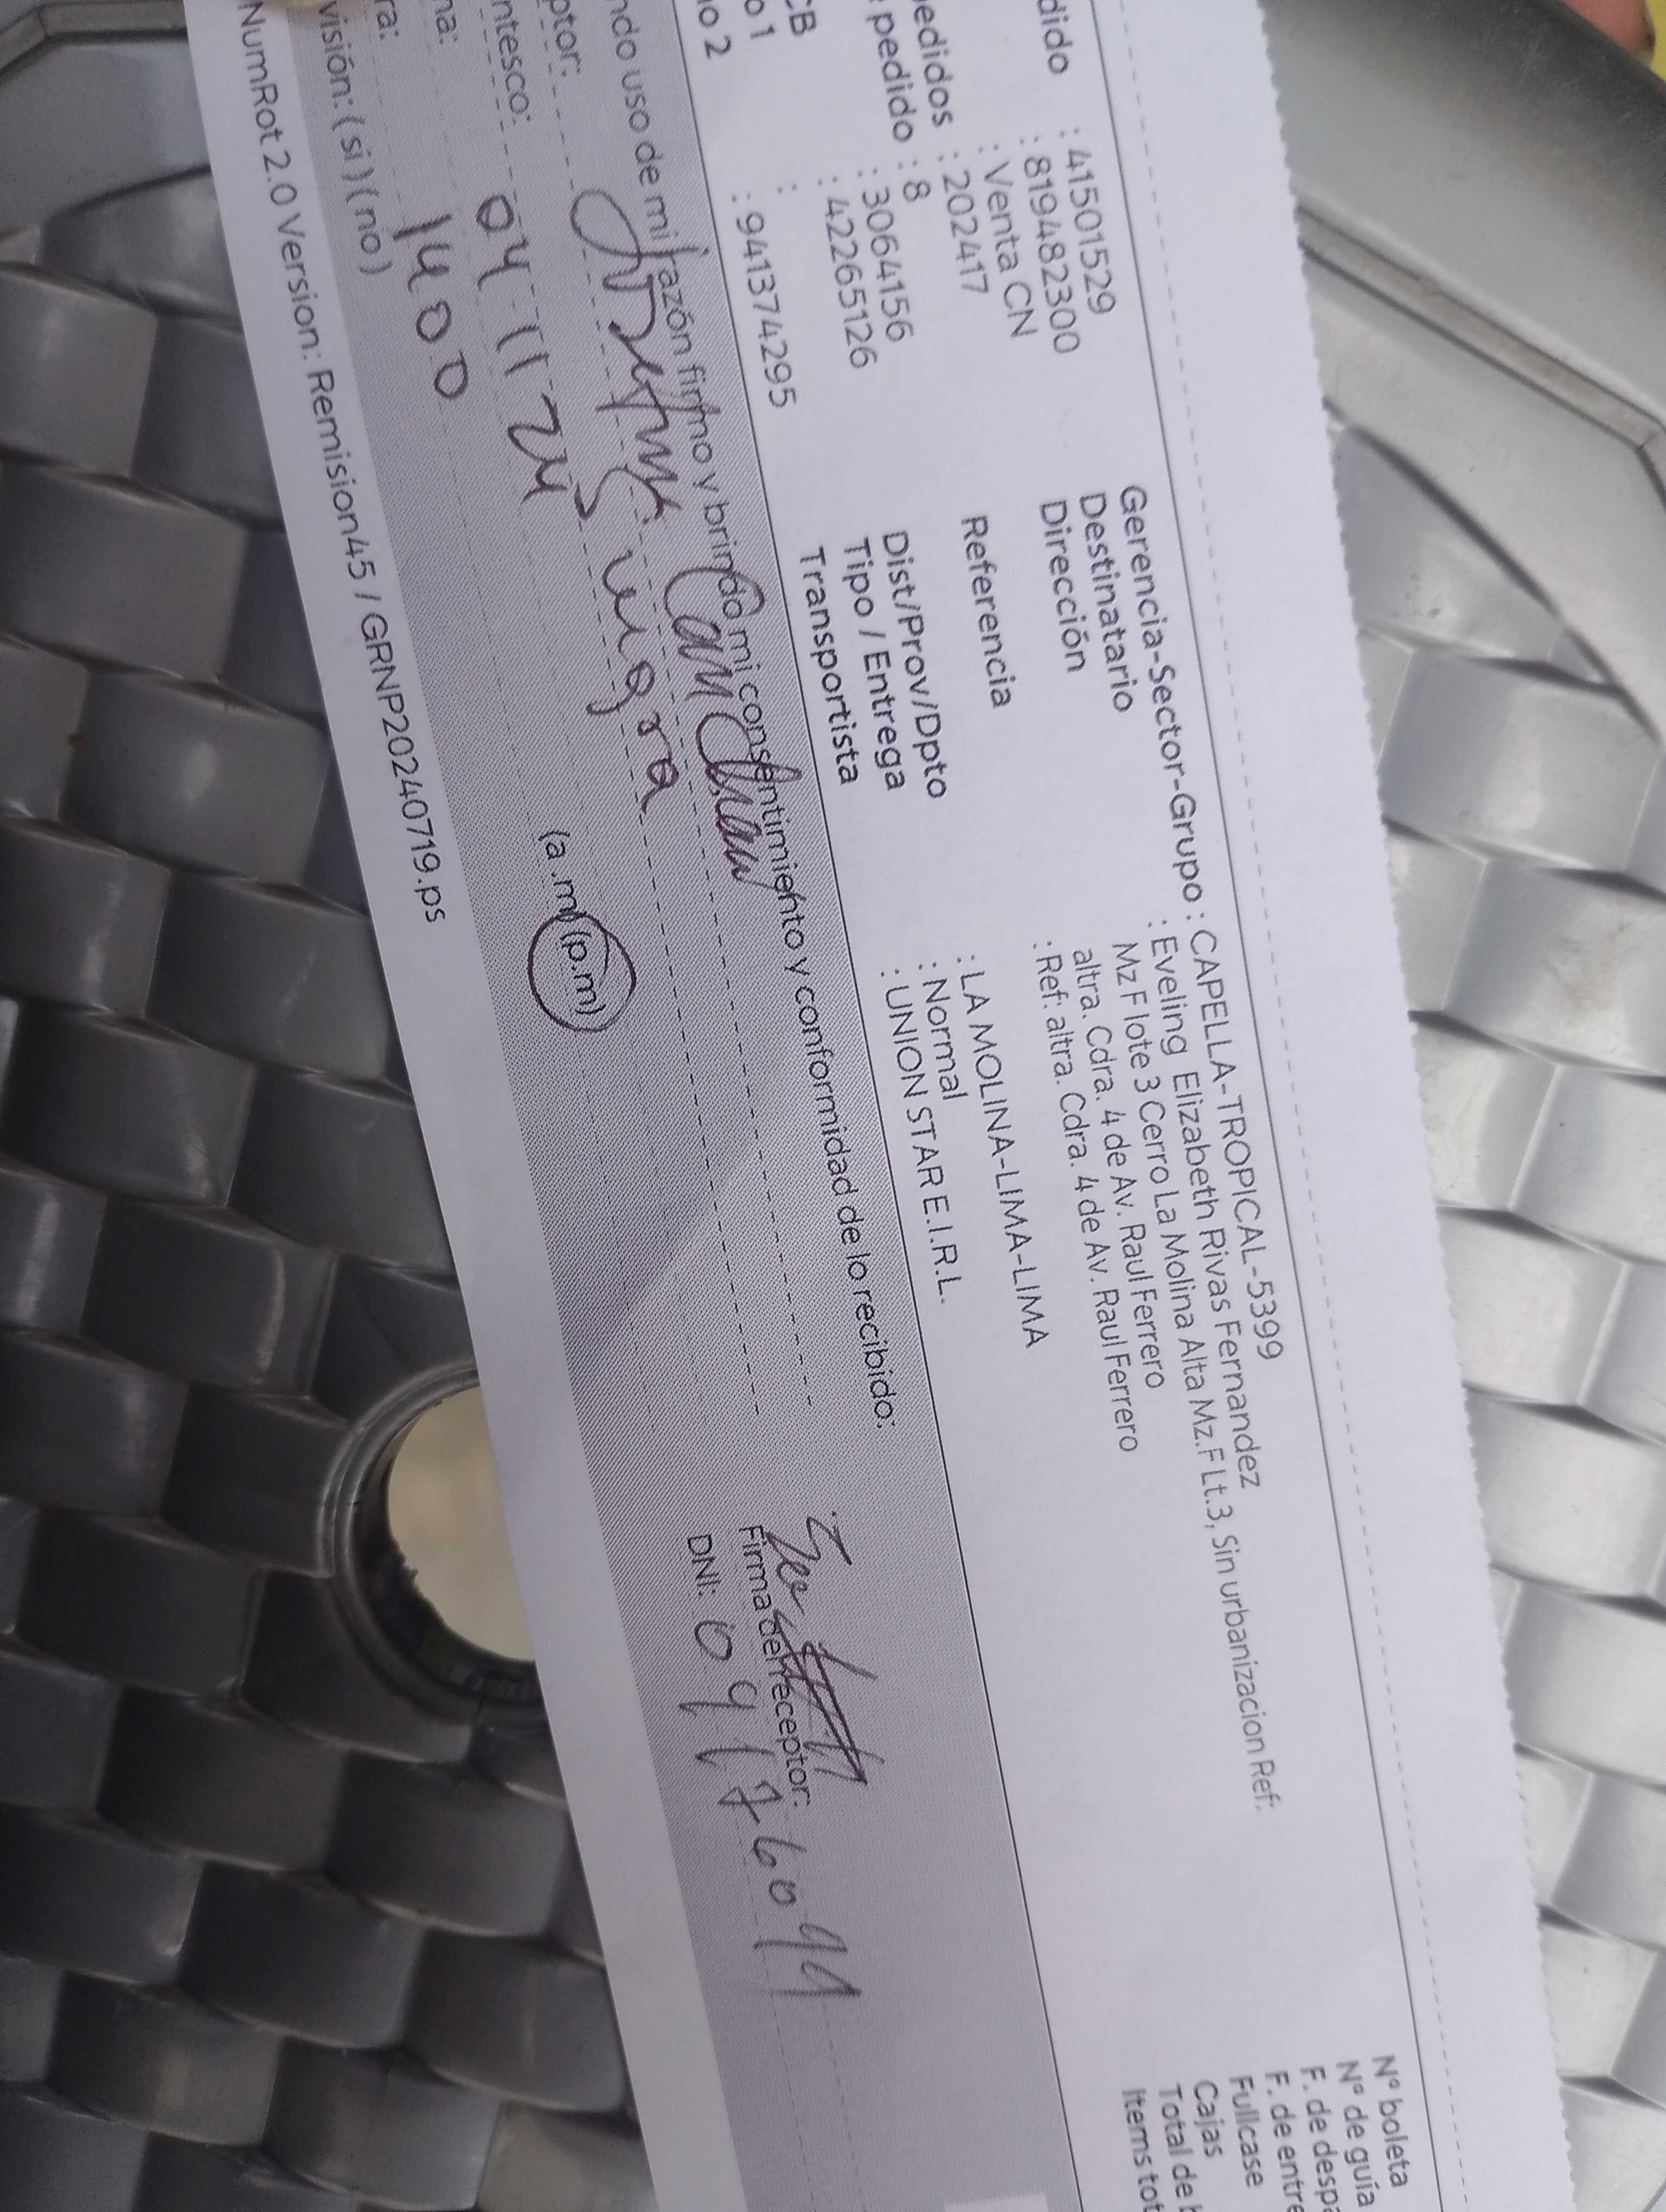 dido : 41501529
: 819482300
: Venta CN
edidos : 202417
pedido : 8
: 3064156
: 42265126
CB :
o 1 : 941374295
o 2
Gerencia-Sector-Grupo : CAPELLA-TROPICAL-5399
Destinatario : Eveling Elizabeth Rivas Fernandez
Dirección Mz F lote 3 Cerro La Molina Alta Mz.F Lt.3, Sin urbanizacion Ref:
altra. Cdra. 4 de Av. Raul Ferrero
Referencia : Ref: altra. Cdra. 4 de Av. Raul Ferrero
Dist/Prov/Dpto : LA MOLINA-LIMA-LIMA
Tipo / Entrega : Normal
Transportista : UNION STAR E.I.R.L.
Nº boleta
Nº de guía
F. de desp
F. de entre
Fullcase
Cajas
Total de
Items tot
ndo uso de mi razón firmo y brindo mi consentimiento y conformidad de lo recibido:
ptor:
ntesco: suegra
na: 04 11 24
ra: 1400 (a.m) (p.m)
visión: (si) (no)
Firma del receptor:
DNI: 09176091
NumRot 2.0 Version: Remision45 / GRNP20240719.ps